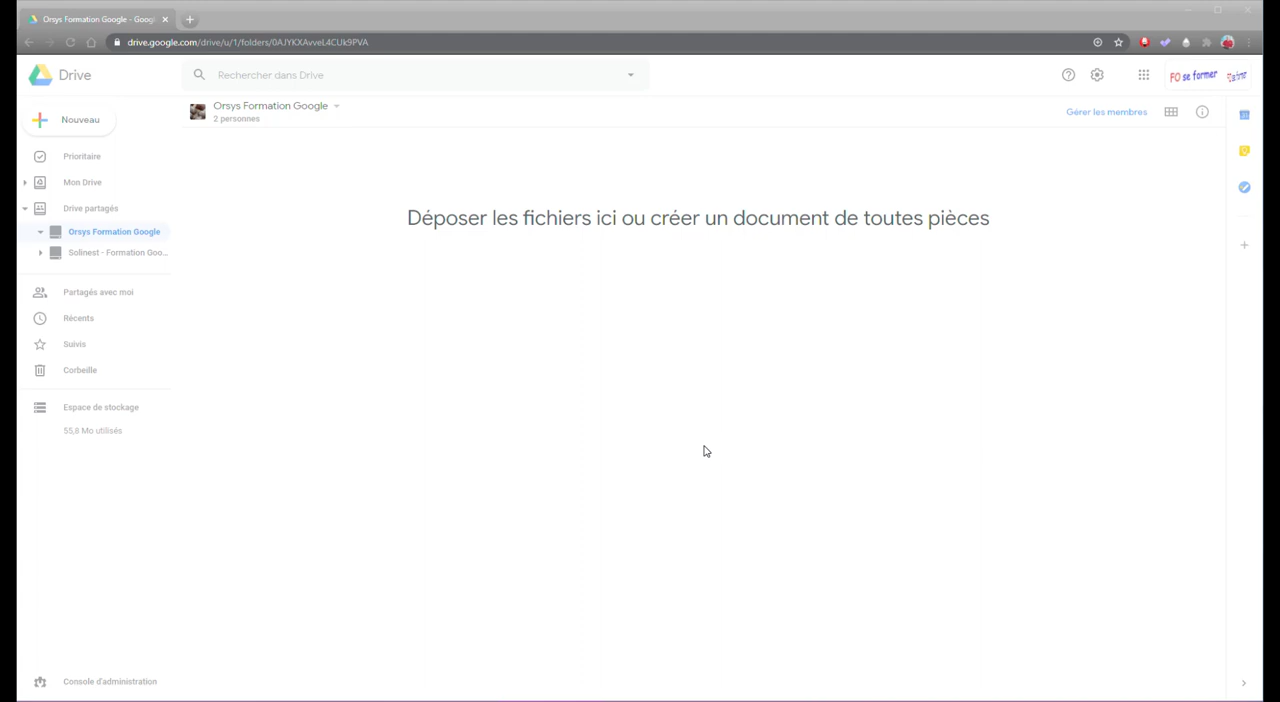 Orsys Formation Google - Goog
drive.google.com/drive/u/1/folders/0AJYKXAvveL4CUk9PVA
Drive
Rechercher dans Drive
FO se former
Nouveau
Orsys Formation Google
2 personnes
Gérer les membres
Prioritaire
Mon Drive
Drive partagés
Orsys Formation Google
Solinest - Formation Goo...
Déposer les fichiers ici ou créer un document de toutes pièces
Partagés avec moi
Récents
Suivis
Corbeille
Espace de stockage
55,8 Mo utilisés
Console d'administration